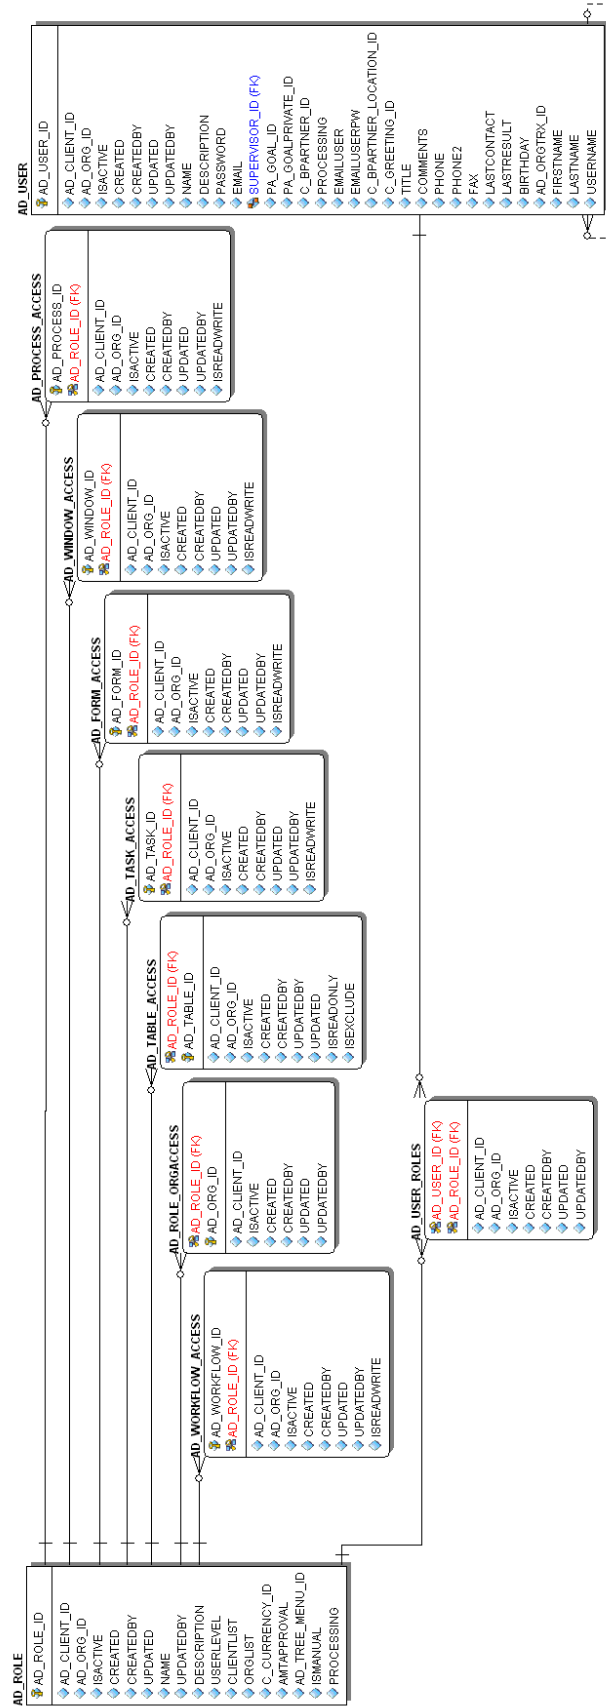 AD_ROLE
AD_ROLE_ID
AD_CLIENT_ID
AD_ORG_ID
ISACTIVE
CREATED
CREATEDBY
UPDATED
NAME
UPDATEDBY
DESCRIPTION
USERLEVEL
CLIENTLIST
ORGLIST
C_CURRENCY_ID
AMTAPPROVAL
AD_TREE_MENU_ID
ISMANUAL
PROCESSING
AD_WORKFLOW_ACCESS
AD_WORKFLOW_ID
AD_ROLE_ID (FK)
AD_CLIENT_ID
AD_ORG_ID
ISACTIVE
CREATED
CREATEDBY
UPDATED
UPDATEDBY
ISREADWRITE
AD_ROLE_ORGACCESS
AD_ROLE_ID (FK)
AD_ORG_ID
AD_CLIENT_ID
ISACTIVE
CREATED
CREATEDBY
UPDATED
UPDATEDBY
AD_USER_ROLES
AD_USER_ID (FK)
AD_ROLE_ID (FK)
AD_CLIENT_ID
AD_ORG_ID
ISACTIVE
CREATED
CREATEDBY
UPDATED
UPDATEDBY
AD_TABLE_ACCESS
AD_ROLE_ID (FK)
AD_TABLE_ID
AD_CLIENT_ID
AD_ORG_ID
ISACTIVE
CREATED
CREATEDBY
UPDATEDBY
UPDATED
ISREADONLY
ISEXCLUDE
AD_TASK_ACCESS
AD_TASK_ID
AD_ROLE_ID (FK)
AD_CLIENT_ID
AD_ORG_ID
ISACTIVE
CREATED
CREATEDBY
UPDATED
UPDATEDBY
ISREADWRITE
AD_FORM_ACCESS
AD_FORM_ID
AD_ROLE_ID (FK)
AD_CLIENT_ID
AD_ORG_ID
ISACTIVE
CREATED
CREATEDBY
UPDATED
UPDATEDBY
ISREADWRITE
AD_WINDOW_ACCESS
AD_WINDOW_ID
AD_ROLE_ID (FK)
AD_CLIENT_ID
AD_ORG_ID
ISACTIVE
CREATED
CREATEDBY
UPDATED
UPDATEDBY
ISREADWRITE
AD_PROCESS_ACCESS
AD_PROCESS_ID
AD_ROLE_ID (FK)
AD_CLIENT_ID
AD_ORG_ID
ISACTIVE
CREATED
CREATEDBY
UPDATED
UPDATEDBY
ISREADWRITE
AD_USER
AD_USER_ID
AD_CLIENT_ID
AD_ORG_ID
ISACTIVE
CREATED
CREATEDBY
UPDATED
UPDATEDBY
NAME
DESCRIPTION
PASSWORD
EMAIL
SUPERVISOR_ID (FK)
PA_GOAL_ID
PA_GOALPRIVATE_ID
C_BPARTNER_ID
PROCESSING
EMAILUSER
EMAILUSERPW
C_BPARTNER_LOCATION_ID
C_GREETING_ID
TITLE
COMMENTS
PHONE
PHONE2
FAX
LASTCONTACT
LASTRESULT
BIRTHDAY
AD_ORGTRX_ID
FIRSTNAME
LASTNAME
USERNAME